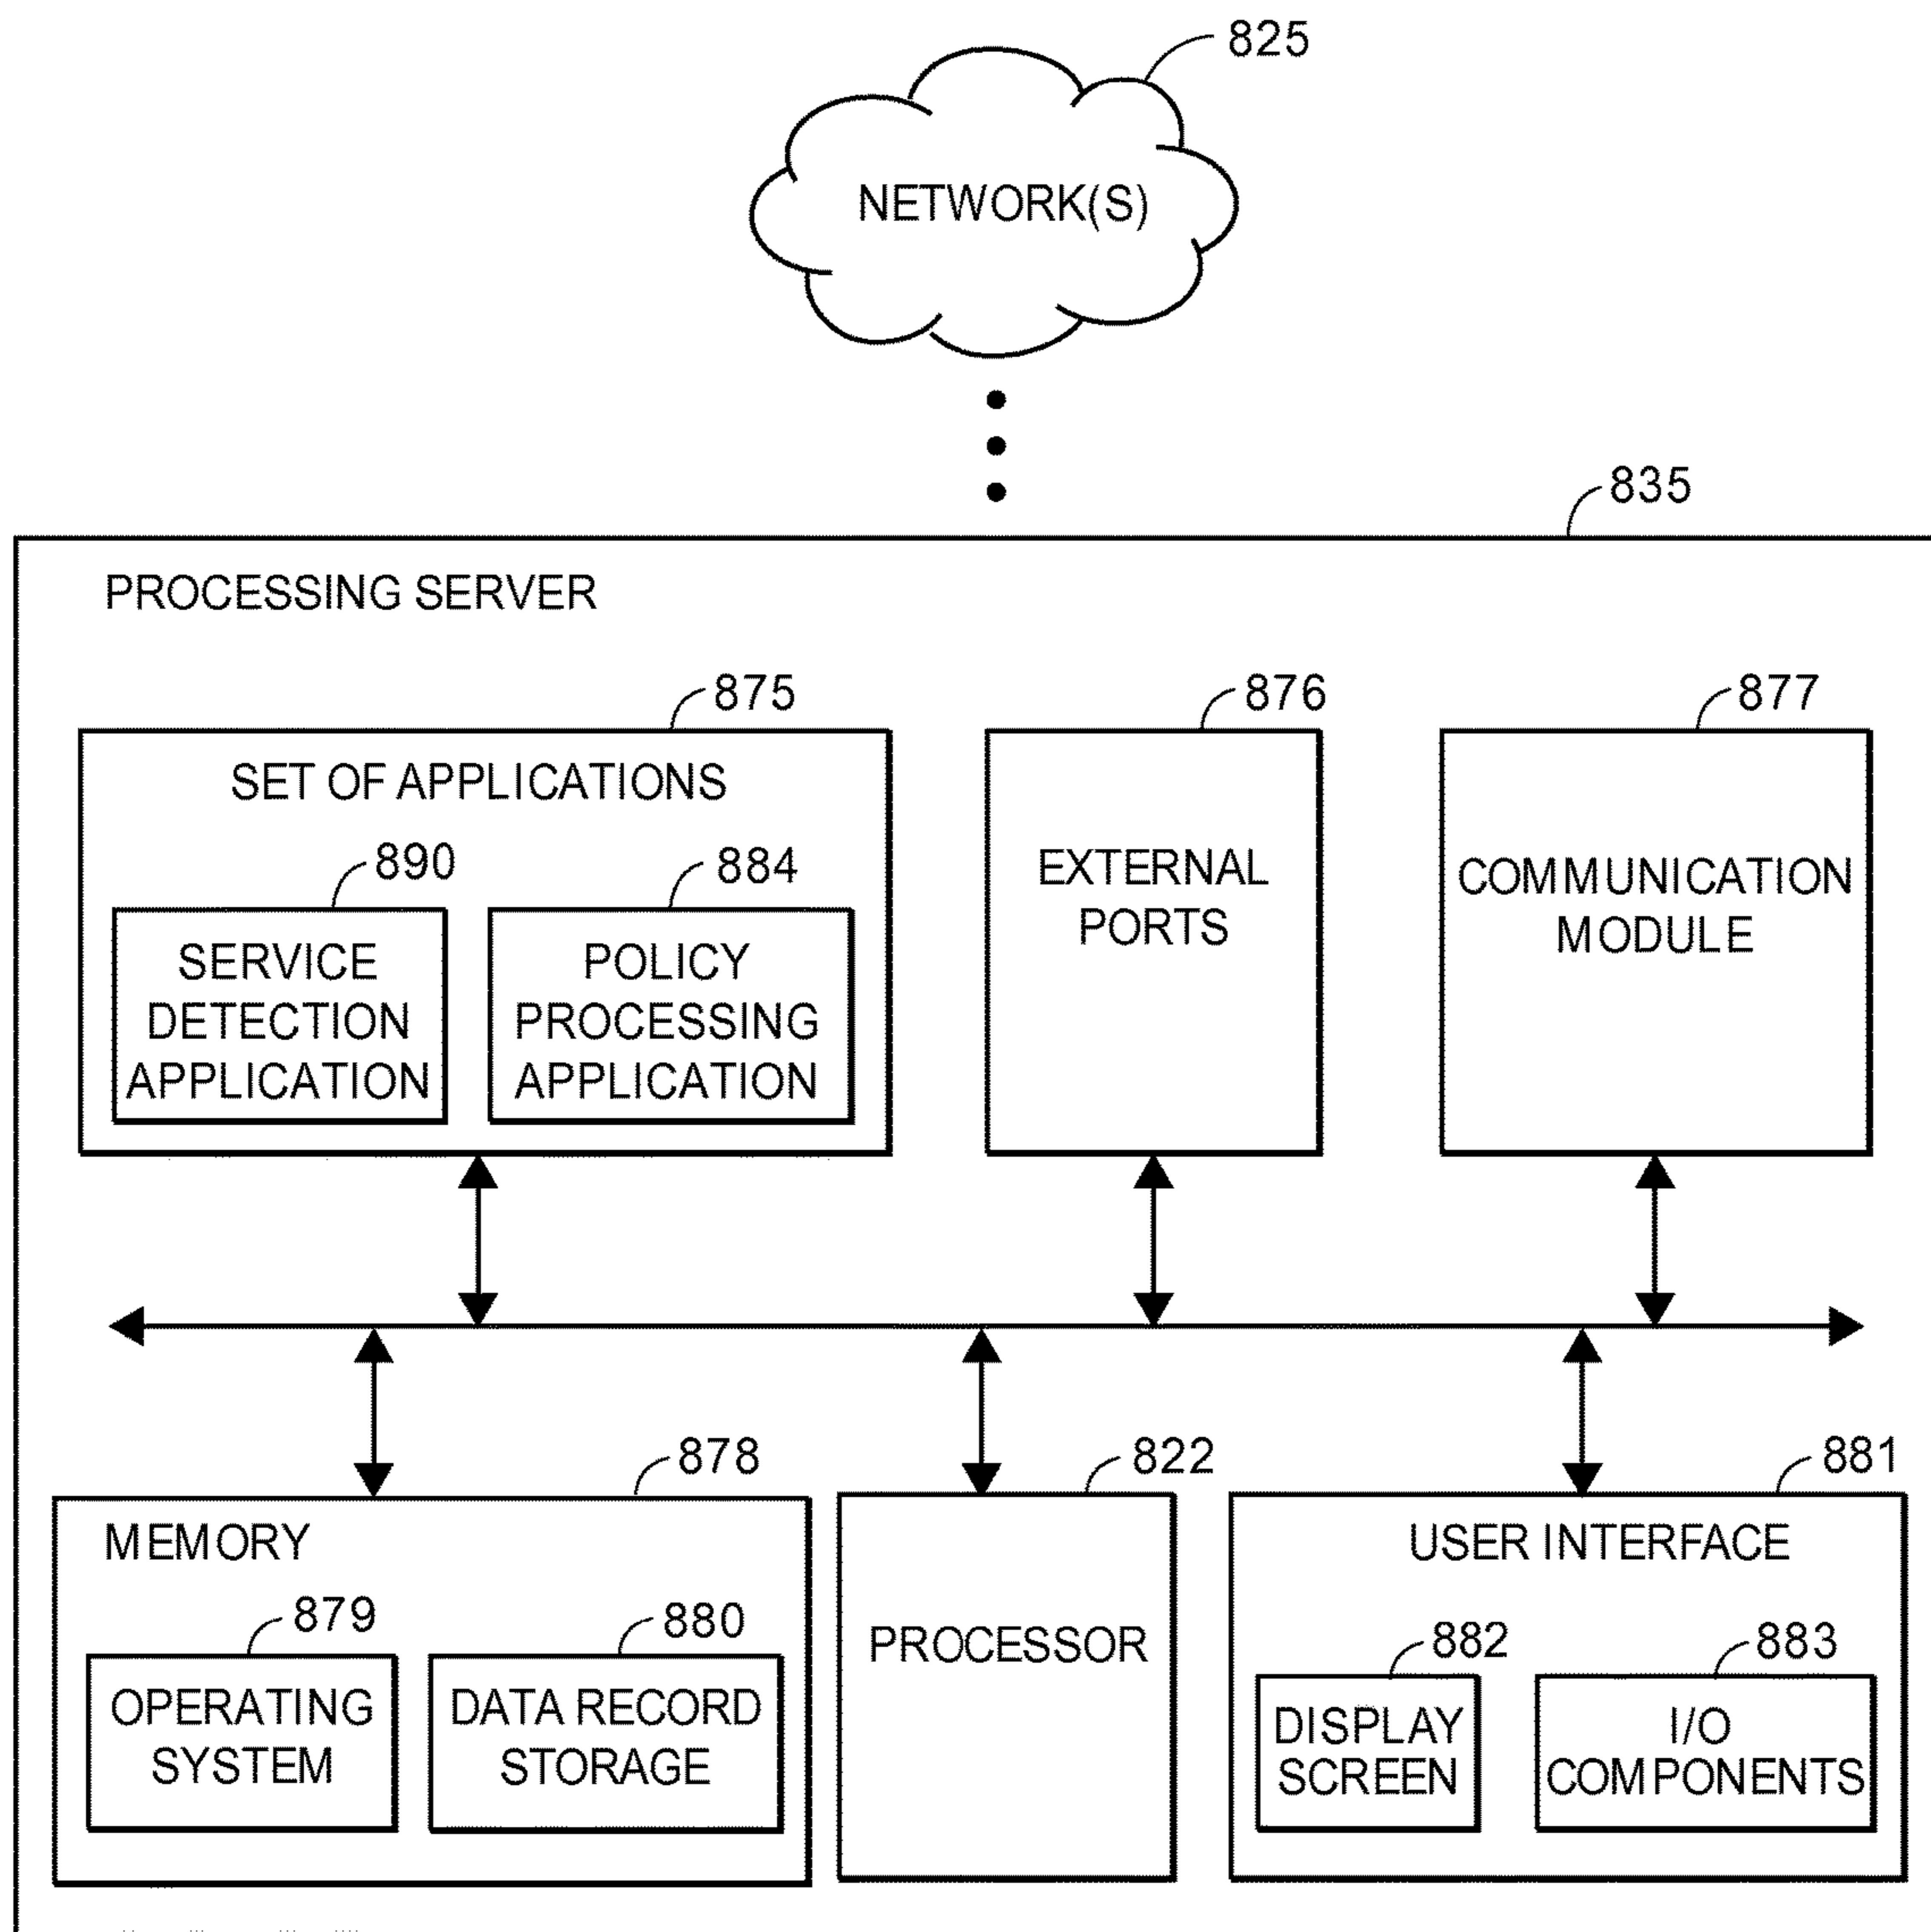 825
NETWORK(S)
835
PROCESSING SERVER
875
876
877
SET OF APPLICATIONS
890
884
SERVICE
DETECTION
APPLICATION
POLICY
PROCESSING
APPLICATION
EXTERNAL
PORTS
COMMUNICATION
MODULE
878
822
881
MEMORY
879
880
OPERATING
SYSTEM
DATA RECORD
STORAGE
PROCESSOR
USER INTERFACE
882
883
DISPLAY
SCREEN
I/O
COMPONENTS